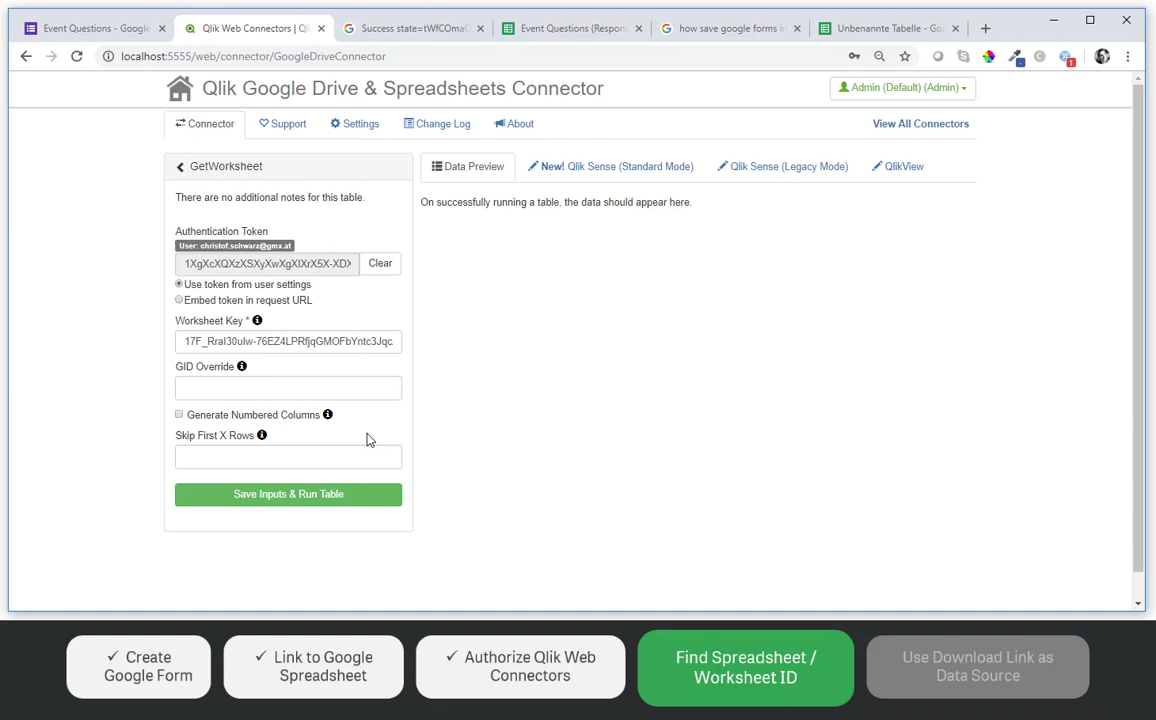 Event Questions - Google
Qlik Web Connectors | Ql
Success state=tWfCOmaC
Event Questions (Respon
how save google forms in
Unbenannte Tabelle - Goo
localhost:5555/web/connector/GoogleDriveConnector
1
Qlik Google Drive & Spreadsheets Connector
Admin (Default) (Admin)
Connector
Support
Settings
Change Log
About
View All Connectors
GetWorksheet
Data Preview
New! Qlik Sense (Standard Mode)
Qlik Sense (Legacy Mode)
QlikView
There are no additional notes for this table.
On successfully running a table, the data should appear here.
Authentication Token
User: christof.schwarz@gmx.at
1XgXcXQXzXSXyXwXgXIXrX5X-XDX
Clear
Use token from user settings
Embed token in request URL
Worksheet Key *
17F_RraI30ulw-76EZ4LPRfjqGMOFbYntc3Jqc
GID Override
Generate Numbered Columns
Skip First X Rows
Save Inputs & Run Table
✓ Create
Google Form
✓ Link to Google
Spreadsheet
✓ Authorize Qlik Web
Connectors
Find Spreadsheet /
Worksheet ID
Use Download Link as
Data Source